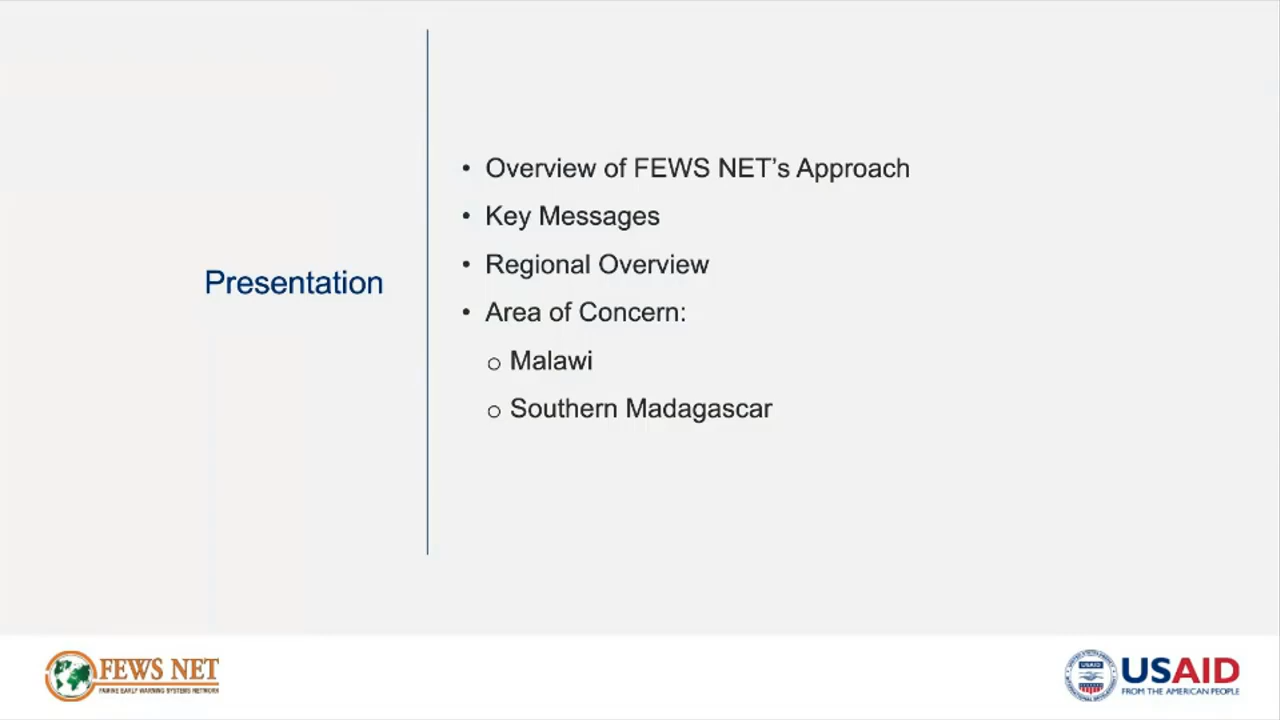 Presentation
• Overview of FEWS NET's Approach
• Key Messages
• Regional Overview
• Area of Concern:
o Malawi
o Southern Madagascar
FEWS NET
FAMINE EARLY WARNING SYSTEMS NETWORK
USAID
FROM THE AMERICAN PEOPLE